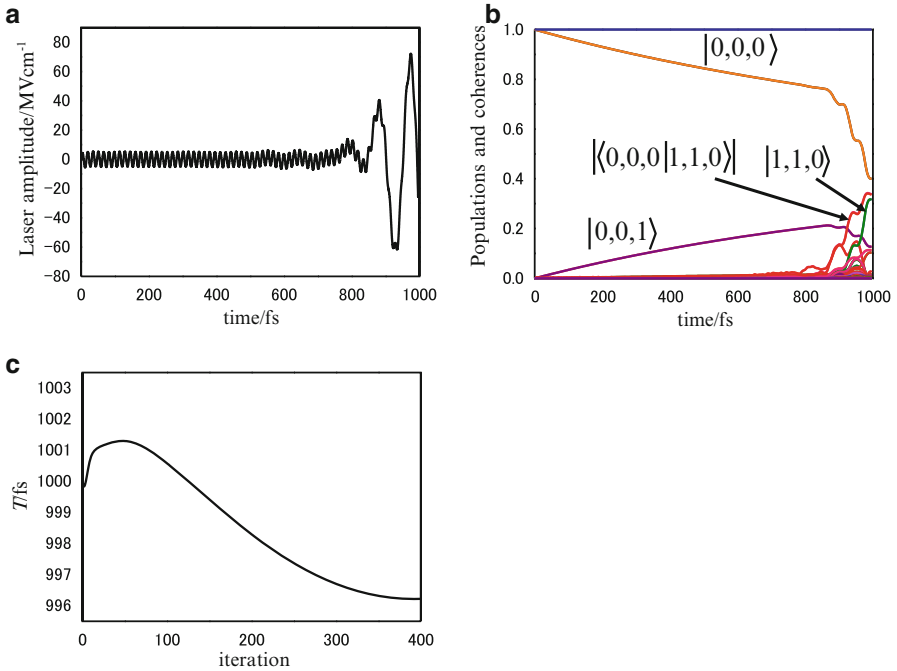 a
Laser amplitude/MVcm⁻¹
80
60
40
20
0
−20
−40
−60
−80
0 200 400 600 800 1000
time/fs
b
Populations and coherences
1.0
0.8
0.6
0.4
0.2
0.0
|0,0,0⟩
|⟨0,0,0|1,1,0⟩|
|1,1,0⟩
|0,0,1⟩
0 200 400 600 800 1000
time/fs
c
T/fs
1003
1002
1001
1000
999
998
997
996
0 100 200 300 400
iteration